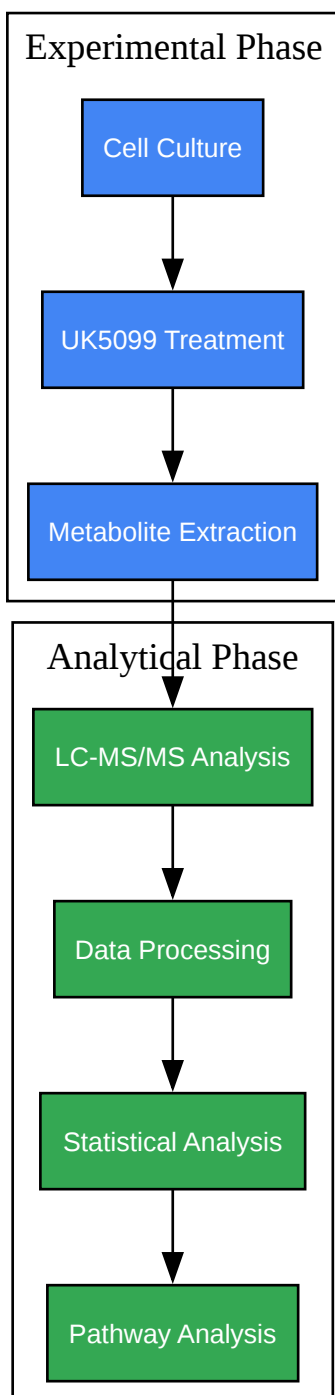 Experimental Phase
Cell Culture
UK5099 Treatment
Metabolite Extraction
Analytical Phase
LC-MS/MS Analysis
Data Processing
Statistical Analysis
Pathway Analysis